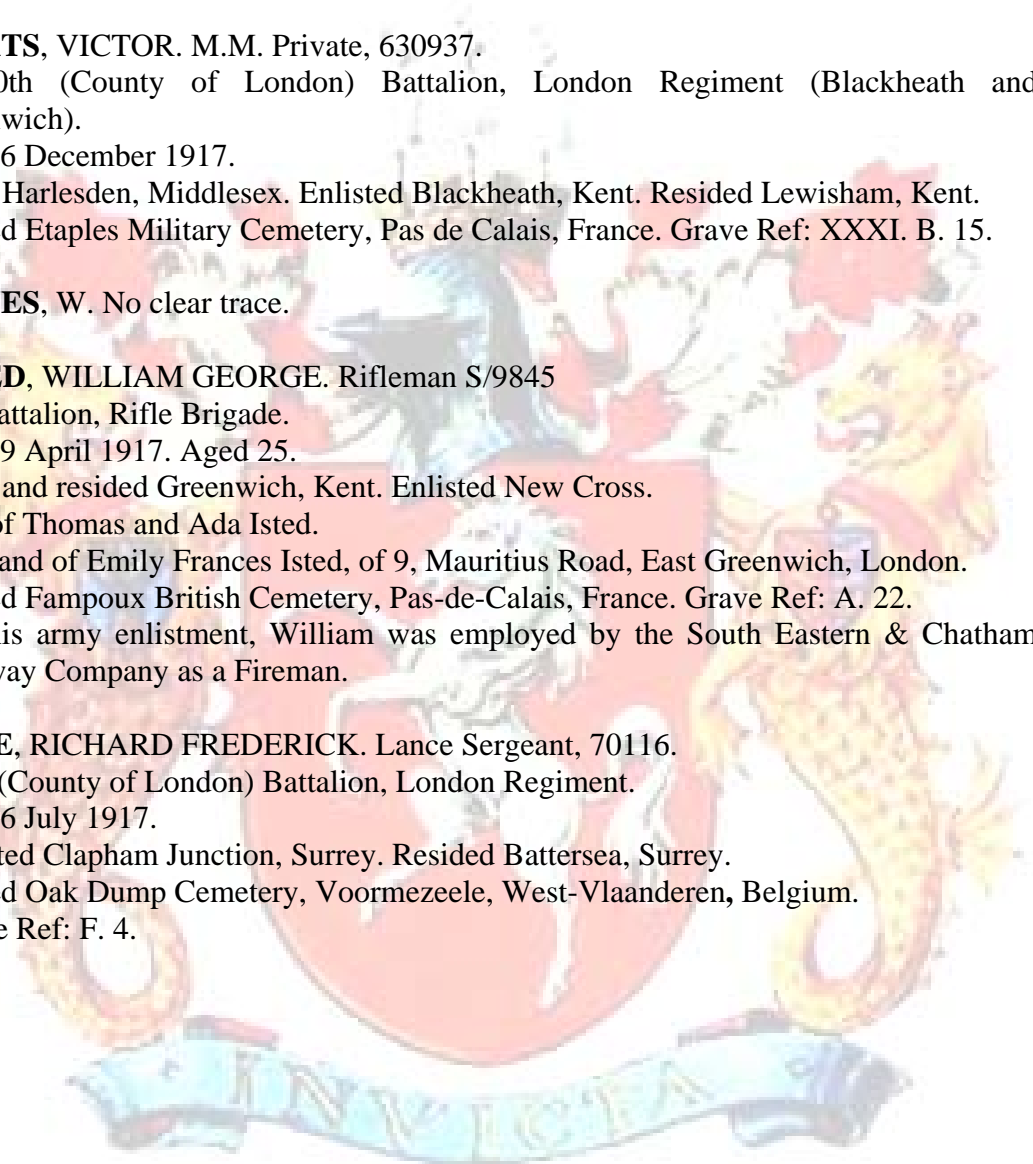 TS, VICTOR. M.M. Private, 630937.
0th (County of London) Battalion, London Regiment (Blackheath and
wich).
6 December 1917.
Harlesden, Middlesex. Enlisted Blackheath, Kent. Resided Lewisham, Kent.
d Etaples Military Cemetery, Pas de Calais, France. Grave Ref: XXXI. B. 15.
ES, W. No clear trace.
ED, WILLIAM GEORGE. Rifleman S/9845
attalion, Rifle Brigade.
9 April 1917. Aged 25.
and resided Greenwich, Kent. Enlisted New Cross.
of Thomas and Ada Isted.
and of Emily Frances Isted, of 9, Mauritius Road, East Greenwich, London.
d Fampoux British Cemetery, Pas-de-Calais, France. Grave Ref: A. 22.
is army enlistment, William was employed by the South Eastern & Chatham
way Company as a Fireman.
E, RICHARD FREDERICK. Lance Sergeant, 70116.
(County of London) Battalion, London Regiment.
6 July 1917.
ted Clapham Junction, Surrey. Resided Battersea, Surrey.
d Oak Dump Cemetery, Voormezeele, West-Vlaanderen, Belgium.
e Ref: F. 4.
INVICTA